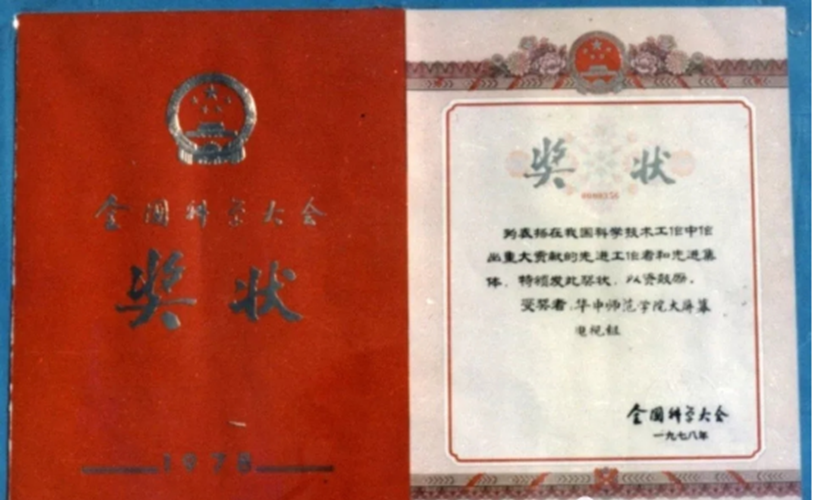 全国科学大会
奖状
1978
奖状
为表扬在我国科学技术工作中作
出重大贡献的先进工作者和先进集
体，特颁发此奖状，以资鼓励。
受奖者：华中师范学院大屏幕
电视组
全国科学大会
一九七八年